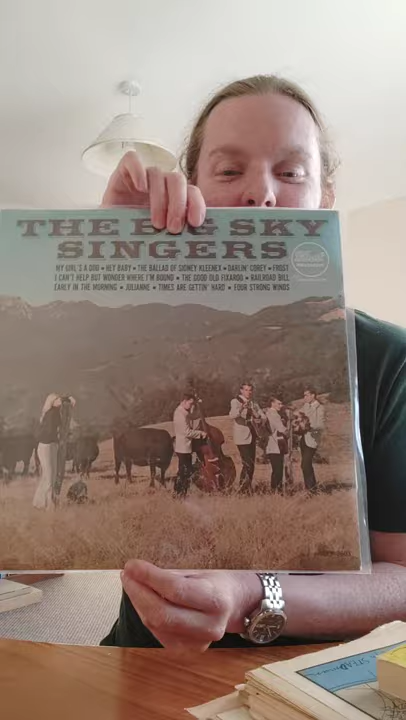 THE BIG SKY
SINGERS
MY GIRL'S A DOG • HEY BABY • THE BALLAD OF SIDNEY KLEENEX • DARLIN' COREY • FROST
I CAN'T HELP BUT WONDER WHERE I'M BOUND • THE GOOD OLD FIXAROO • RAILROAD BILL
EARLY IN THE MORNING • JULIANNE • TIMES ARE GETTIN' HARD • FOUR STRONG WINDS